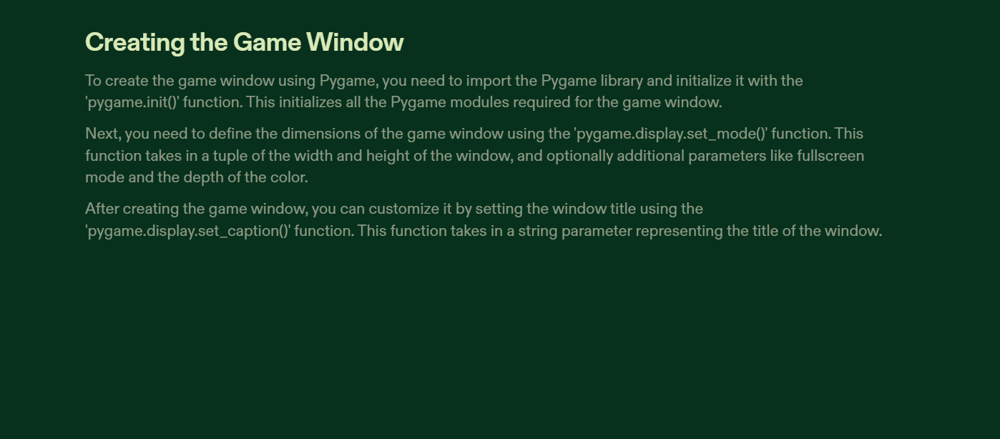 Creating the Game Window
To create the game window using Pygame, you need to import the Pygame library and initialize it with the
'pygame.init()' function. This initializes all the Pygame modules required for the game window.
Next, you need to define the dimensions of the game window using the 'pygame.display.set_mode()' function. This
function takes in a tuple of the width and height of the window, and optionally additional parameters like fullscreen
mode and the depth of the color.
After creating the game window, you can customize it by setting the window title using the
'pygame.display.set_caption()' function. This function takes in a string parameter representing the title of the window.